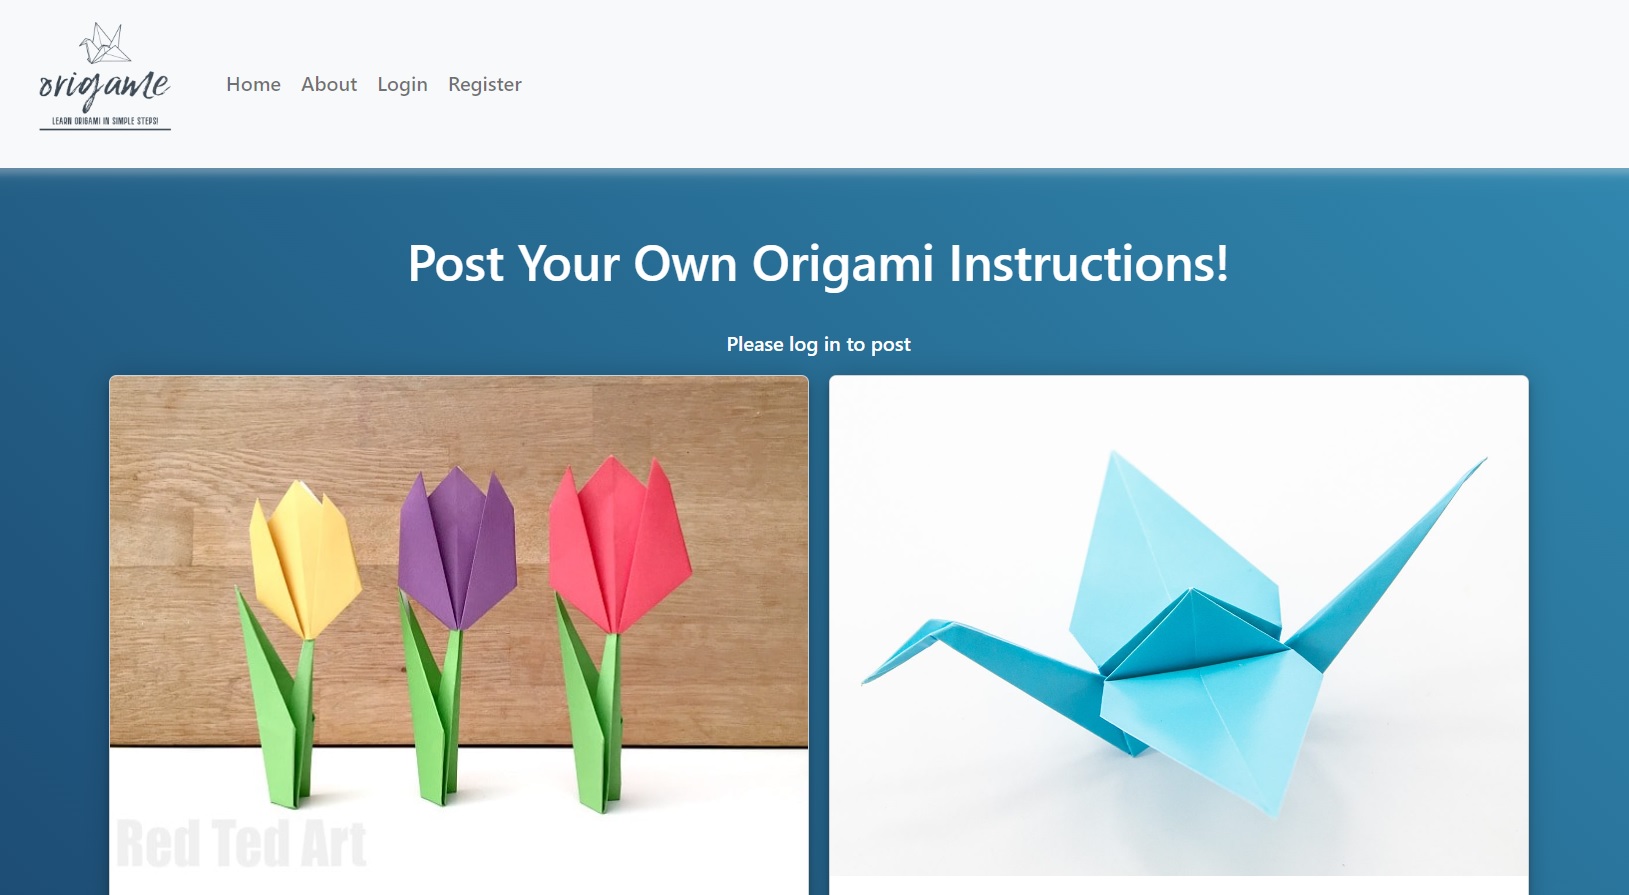 origame
LEARN ORIGAMI IN SIMPLE STEPS!
Home About Login Register
Post Your Own Origami Instructions!
Please log in to post
Red Ted Art